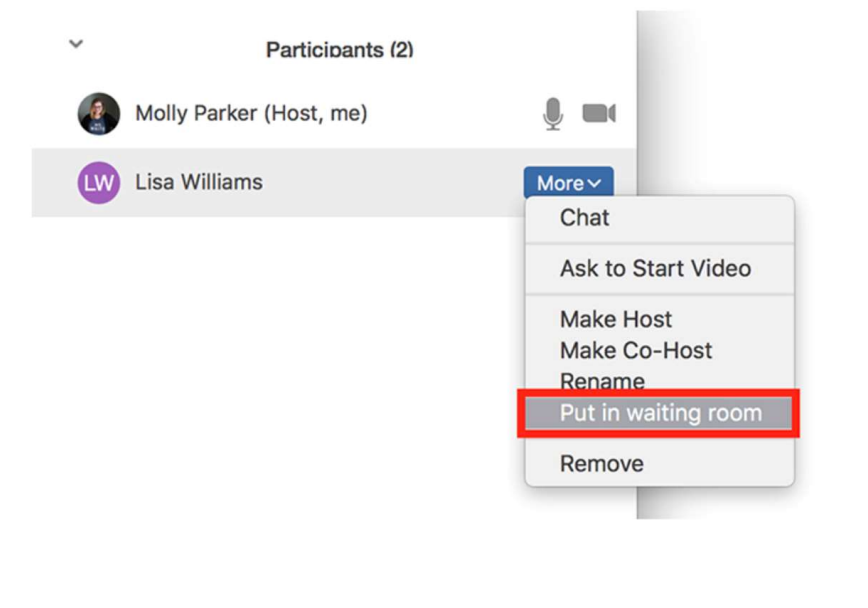 Participants (2)
Molly Parker (Host, me)
LW Lisa Williams More
Chat
Ask to Start Video
Make Host
Make Co-Host
Rename
Put in waiting room
Remove